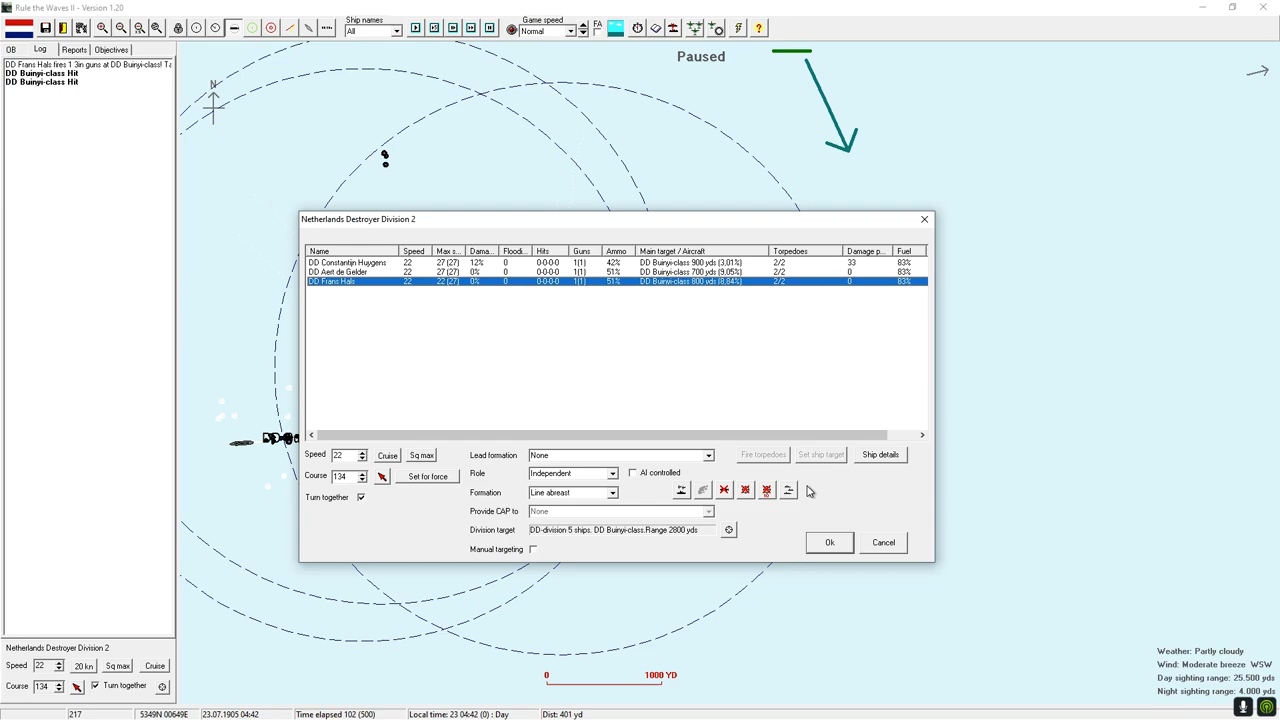 Rule the Waves II - Version 1.20
Ship names
All
Game speed
Normal
FA
OB Log Reports Objectives
DD Frans Hals fires 1 3in guns at DD Buinyi-class! Ta
DD Buinyi-class Hit
DD Buinyi-class Hit
N
Paused
Netherlands Destroyer Division 2
Name Speed Max s... Dama... Floodi... Hits Guns Ammo Main target / Aircraft Torpedoes Damage p... Fuel
DD Constantijn Huygens 22 27 (27) 12% 0 0-0-0-0 1(1) 42% DD Buinyi-class 900 yds (3,01%) 2/2 33 83%
DD Aert de Gelder 22 27 (27) 0% 0 0-0-0-0 1(1) 51% DD Buinyi-class 700 yds (9,05%) 2/2 0 83%
DD Frans Hals 22 22 (27) 0% 0 0-0-0-0 1(1) 51% DD Buinyi-class 800 yds (8,84%) 2/2 0 83%
Speed 22 Cruise Sq max
Course 134 Set for force
Turn together
Lead formation None
Fire torpedoes Set ship target Ship details
Role Independent AI controlled
Formation Line abreast
Provide CAP to None
Division target DD-division 5 ships. DD Buinyi-class.Range 2800 yds
Manual targeting
Ok Cancel
Netherlands Destroyer Division 2
Speed 22 20 kn Sq max Cruise
Course 134 Turn together
0 1000 YD
Weather: Partly cloudy
Wind: Moderate breeze WSW
Day sighting range: 25.500 yds
Night sighting range: 4.000 yds
217 5349N 00649E 23.07.1905 04:42 Time elapsed 102 (500) Local time: 23 04:42 (0) : Day Dist: 401 yd